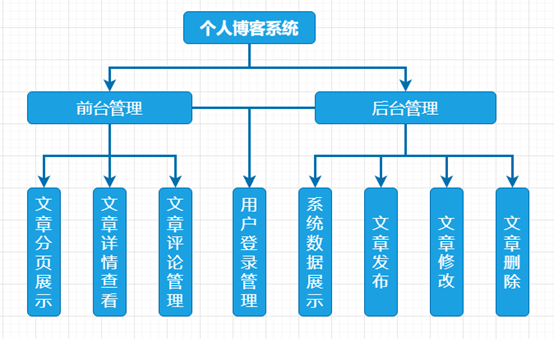 个人博客系统
前台管理
后台管理
文章分页展示
文章详情查看
文章评论管理
用户登录管理
系统数据展示
文章发布
文章修改
文章删除